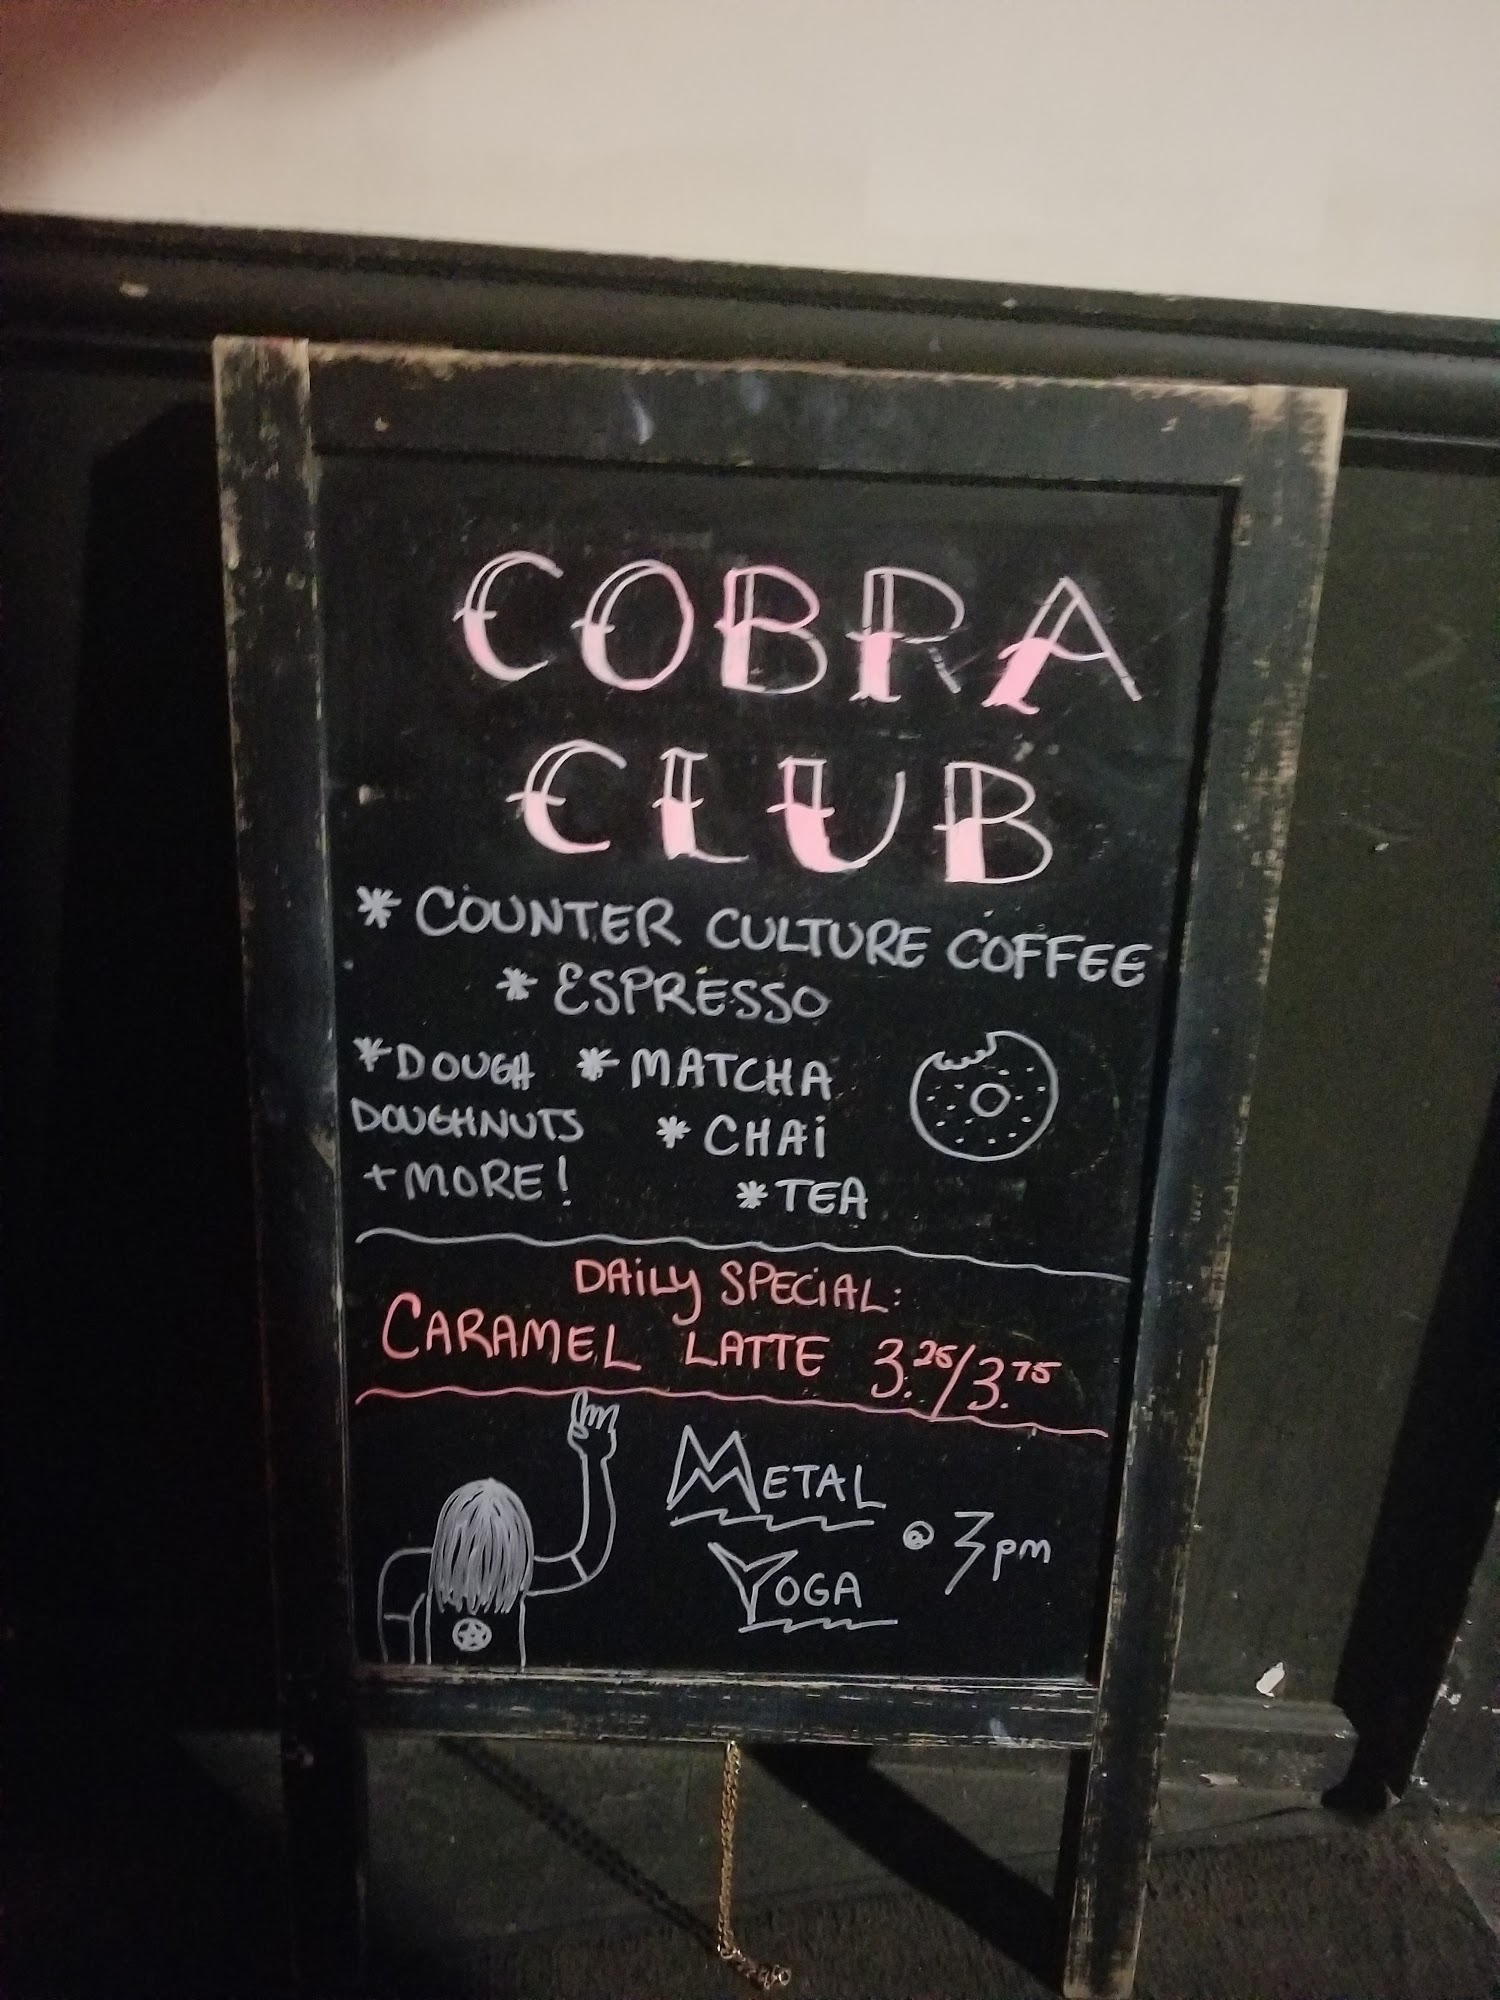 COBRA
CLUB
* COUNTER CULTURE COFFEE
* ESPRESSO
* DOUGH
DOUGHNUTS
+ MORE!
* MATCHA
* CHAi
* TEA
DAiLY SPECiAL:
CARAMEL LATTE 3.25/3.75
METAL
YOGA
@ 3pm